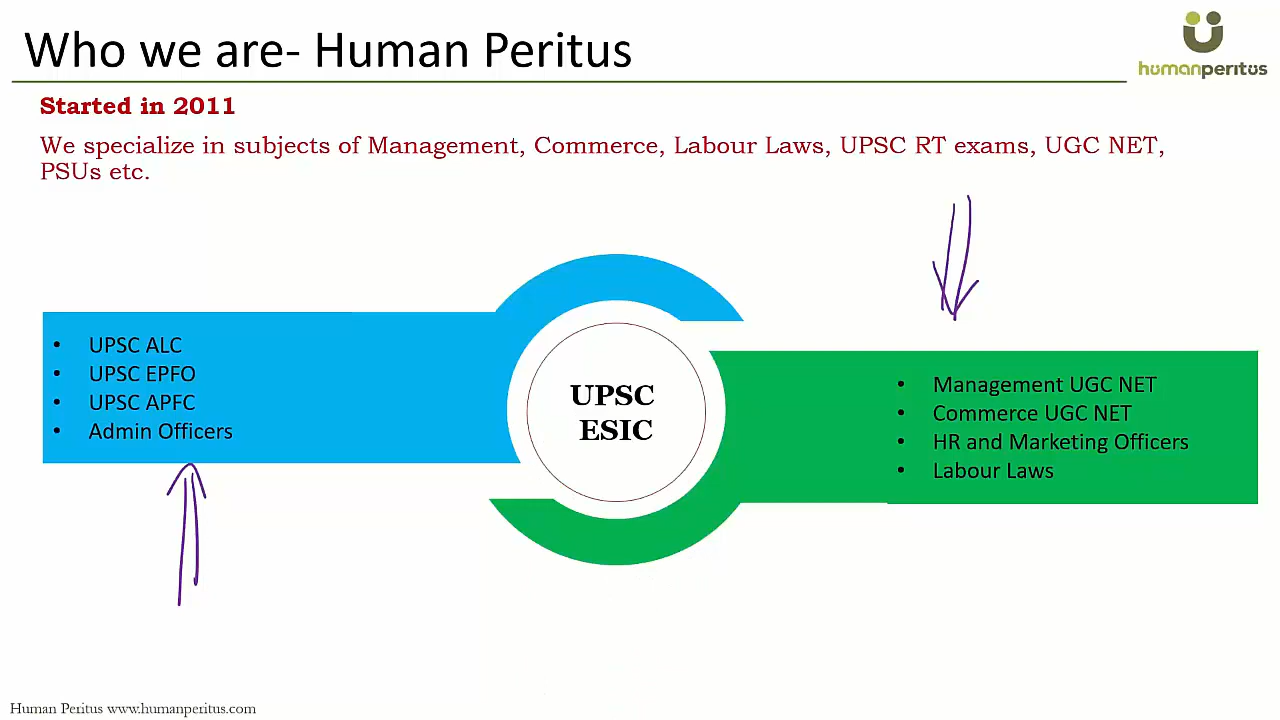 Who we are- Human Peritus
humanperitus
Started in 2011
We specialize in subjects of Management, Commerce, Labour Laws, UPSC RT exams, UGC NET,
PSUs etc.
• UPSC ALC
• UPSC EPFO
• UPSC APFC
• Admin Officers
UPSC
ESIC
• Management UGC NET
• Commerce UGC NET
• HR and Marketing Officers
• Labour Laws
Human Peritus www.humanperitus.com